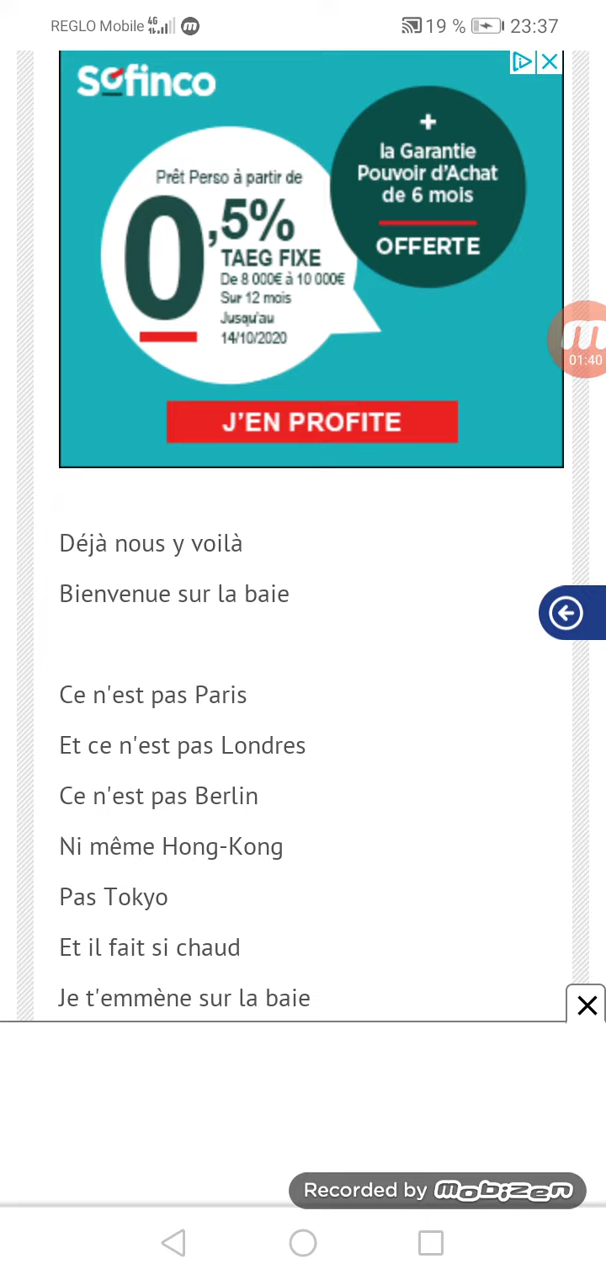 REGLO Mobile 4G m 19 % 23:37
Sofinco
Prêt Perso à partir de
0,5%
TAEG FIXE
De 8 000€ à 10 000€
Sur 12 mois
Jusqu'au
14/10/2020
+
la Garantie
Pouvoir d'Achat
de 6 mois
OFFERTE
J'EN PROFITE
m
01:40
Déjà nous y voilà
Bienvenue sur la baie
Ce n'est pas Paris
Et ce n'est pas Londres
Ce n'est pas Berlin
Ni même Hong-Kong
Pas Tokyo
Et il fait si chaud
Je t'emmène sur la baie
Recorded by mobizen